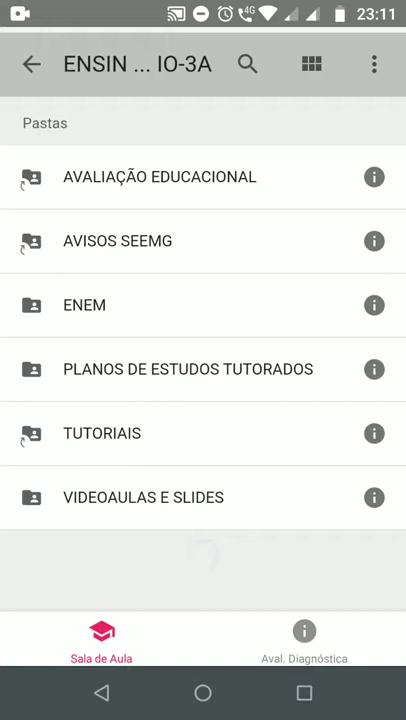 4G 23:11
ENSIN ... IO-3A
Pastas
AVALIAÇÃO EDUCACIONAL
AVISOS SEEMG
ENEM
PLANOS DE ESTUDOS TUTORADOS
TUTORIAIS
VIDEOAULAS E SLIDES
Sala de Aula
Aval. Diagnóstica